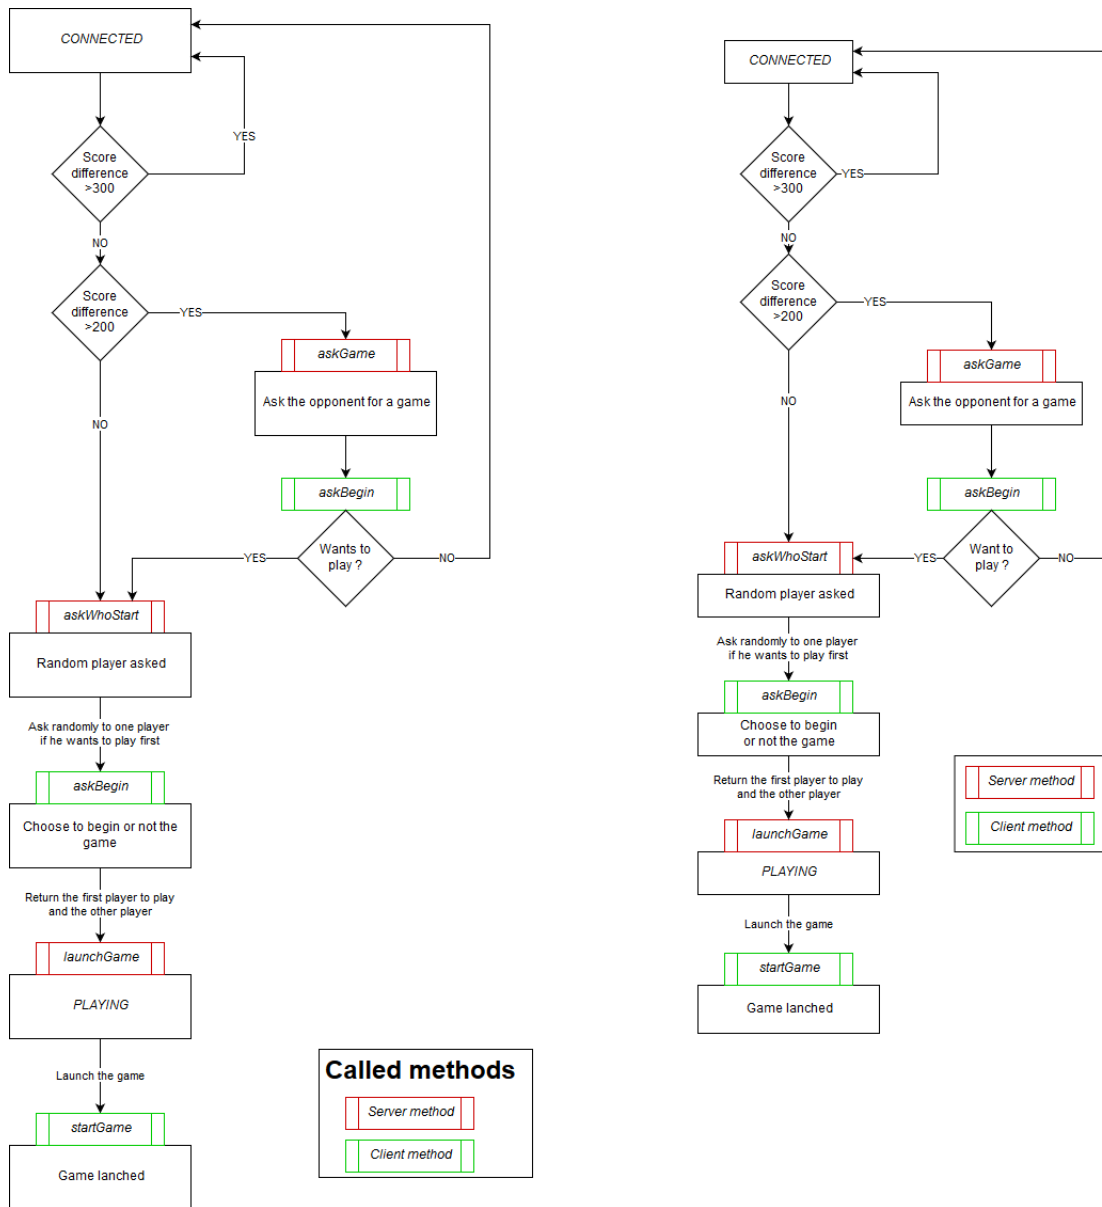 CONNECTED
YES
Score
difference
>300
NO
Score
difference
>200
YES
askGame
Ask the opponent for a game
NO
askBegin
Wants to
play ?
YES
NO
askWhoStart
Random player asked
Ask randomly to one player
if he wants to play first
askBegin
Choose to begin or not the
game
Return the first player to play
and the other player
launchGame
PLAYING
Launch the game
startGame
Game lanched
Called methods
Server method
Client method
CONNECTED
Score
difference
>300
YES
NO
Score
difference
>200
YES
askGame
Ask the opponent for a game
NO
askBegin
Want to
play ?
YES
NO
askWhoStart
Random player asked
Ask randomly to one player
if he wants to play first
askBegin
Choose to begin
or not the game
Return the first player to play
and the other player
launchGame
PLAYING
Launch the game
startGame
Game lanched
Server method
Client method